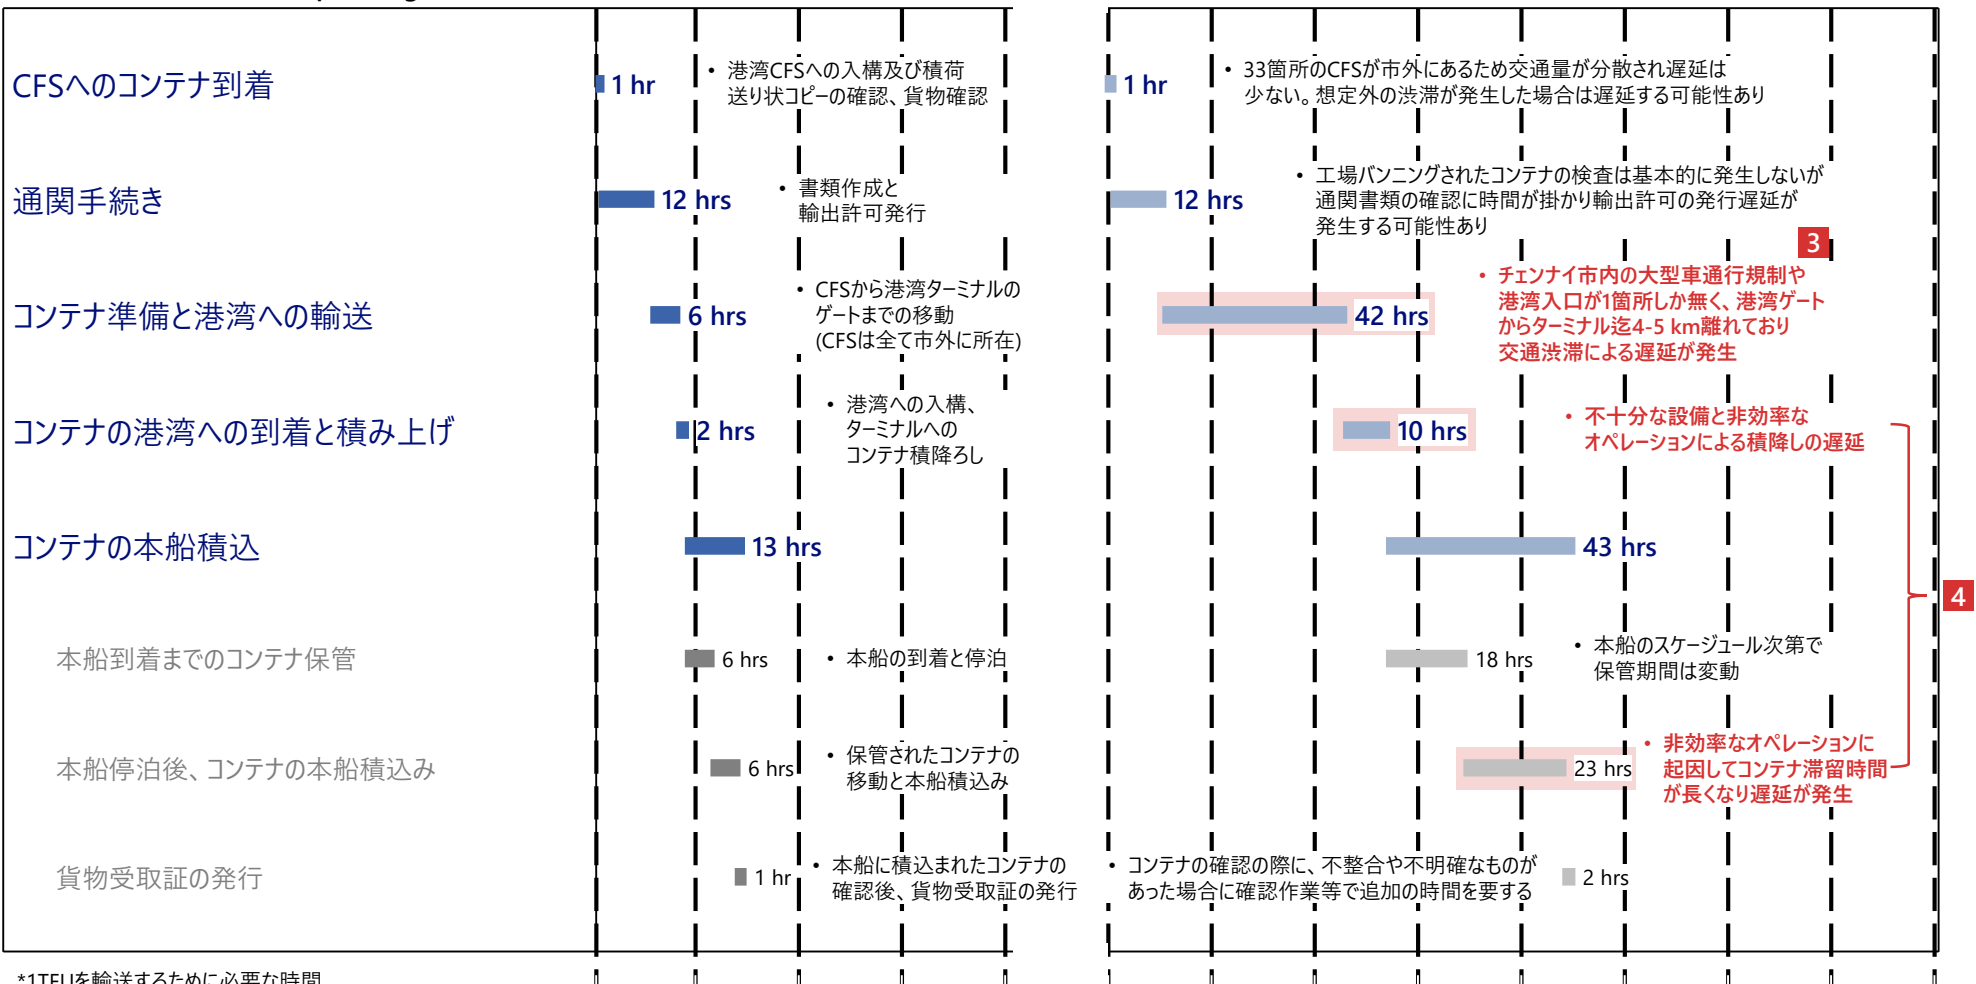 CFSへのコンテナ到着
1 hr
• 港湾CFSへの入構及び積荷
送り状コピーの確認、貨物確認
1 hr
• 33箇所のCFSが市外にあるため交通量が分散され遅延は
少ない。想定外の渋滞が発生した場合は遅延する可能性あり
通関手続き
12 hrs
• 書類作成と
輸出許可発行
12 hrs
• 工場バンニングされたコンテナの検査は基本的に発生しないが
通関書類の確認に時間が掛かり輸出許可の発行遅延が
発生する可能性あり
3
コンテナ準備と港湾への輸送
6 hrs
• CFSから港湾ターミナルの
ゲートまでの移動
(CFSは全て市外に所在)
42 hrs
• チェンナイ市内の大型車通行規制や
港湾入口が1箇所しか無く、港湾ゲート
からターミナル迄4-5 km離れており
交通渋滞による遅延が発生
コンテナの港湾への到着と積み上げ
2 hrs
• 港湾への入構、
ターミナルへの
コンテナ積降ろし
10 hrs
• 不十分な設備と非効率な
オペレーションによる積降しの遅延
コンテナの本船積込
13 hrs
43 hrs
4
本船到着までのコンテナ保管
6 hrs
• 本船の到着と停泊
18 hrs
• 本船のスケージュール次第で
保管期間は変動
本船停泊後、コンテナの本船積込み
6 hrs
• 保管されたコンテナの
移動と本船積込み
23 hrs
• 非効率なオペレーションに
起因してコンテナ滞留時間
が長くなり遅延が発生
貨物受取証の発行
1 hr
• 本船に積込まれたコンテナの
確認後、貨物受取証の発行
• コンテナの確認の際に、不整合や不明確なものが
あった場合に確認作業等で追加の時間を要する
2 hrs
*1TEUを輸送するために必要な時間